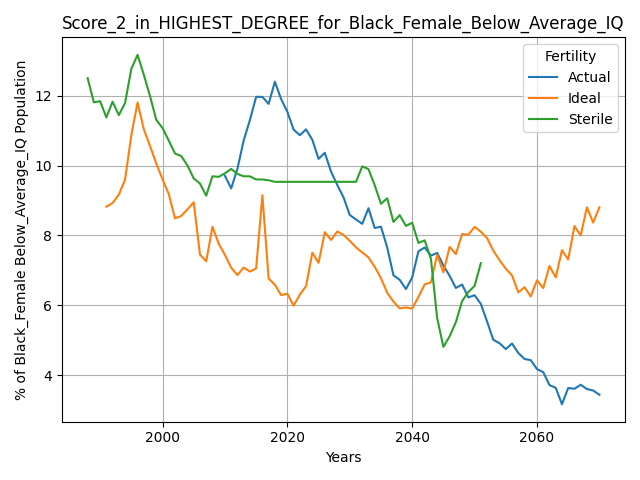 Score_2_in_HIGHEST_DEGREE_for_Black_Female_Below_Average_IQ
% of Black_Female Below_Average_IQ Population
12
10
8
6
4
Fertility
Actual
Ideal
Sterile
2000 2020 2040 2060
Years